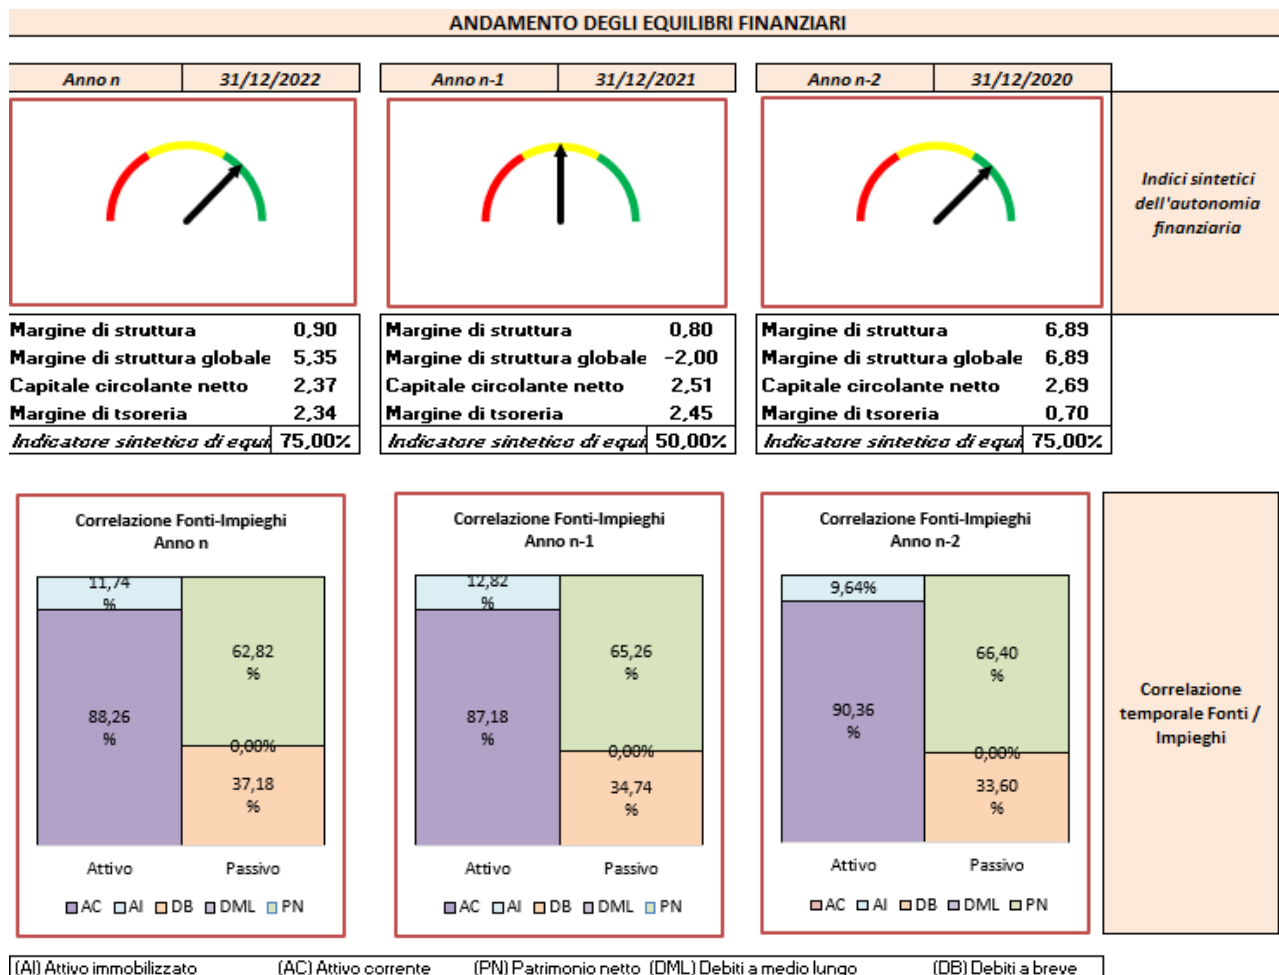 ANDAMENTO DEGLI EQUILIBRI FINANZIARI
Anno n 31/12/2022
Anno n-1 31/12/2021
Anno n-2 31/12/2020
Indici sintetici
dell'autonomia
finanziaria
Margine di struttura 0,90
Margine di struttura globale 5,35
Capitale circolante netto 2,37
Margine di tsoreria 2,34
Indicatore sintetico di equi 75,00%
Margine di struttura 0,80
Margine di struttura globale -2,00
Capitale circolante netto 2,51
Margine di tsoreria 2,45
Indicatore sintetico di equi 50,00%
Margine di struttura 6,89
Margine di struttura globale 6,89
Capitale circolante netto 2,69
Margine di tsoreria 0,70
Indicatore sintetico di equi 75,00%
Correlazione Fonti-Impieghi
Anno n
11,74
%
62,82
%
88,26
%
0,00%
37,18
%
Attivo Passivo
AC AI DB DML PN
Correlazione Fonti-Impieghi
Anno n-1
12,82
%
65,26
%
87,18
%
0,00%
34,74
%
Attivo Passivo
AC AI DB DML PN
Correlazione Fonti-Impieghi
Anno n-2
9,64%
66,40
%
90,36
%
0,00%
33,60
%
Attivo Passivo
AC AI DB DML PN
Correlazione
temporale Fonti /
Impieghi
(AI) Attivo immobilizzato (AC) Attivo corrente (PN) Patrimonio netto (DML) Debiti a medio lungo (DB) Debiti a breve